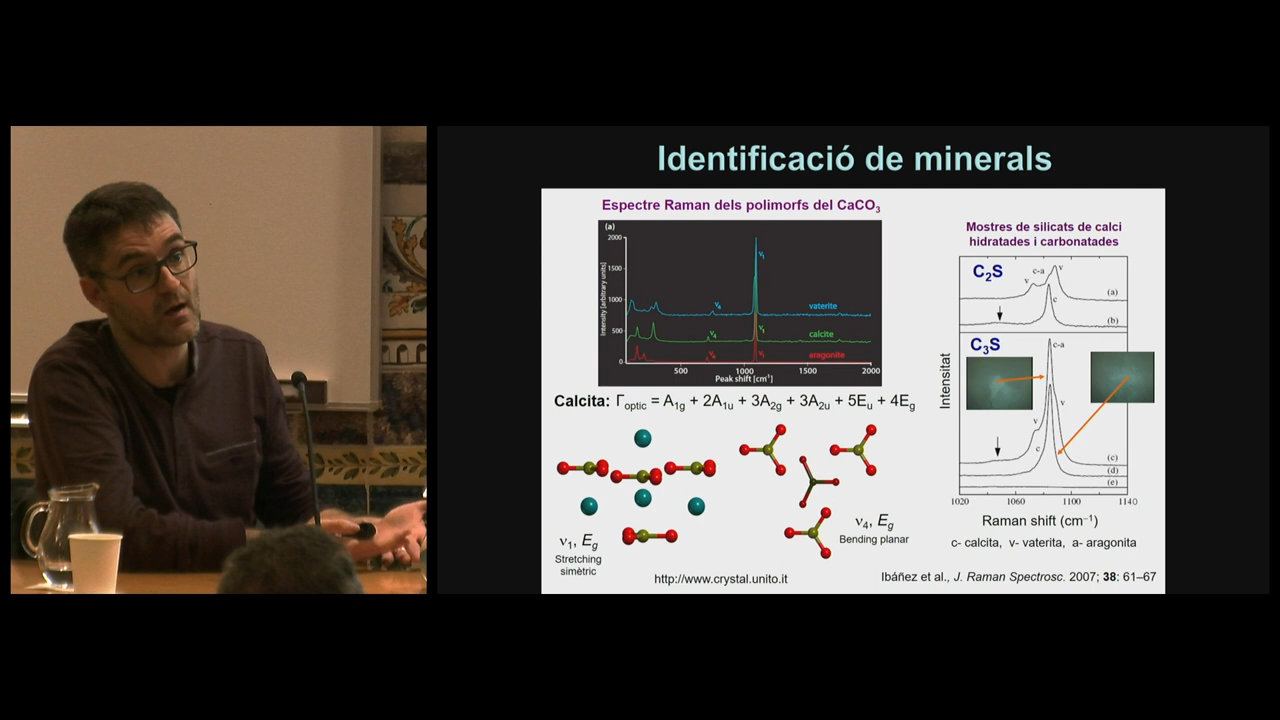 Identificació de minerals
Espectre Raman dels polimorfs del CaCO₃
(a)
2000
1500
1000
500
0
Intensity [arbitrary units]
ν₁
ν₄
vaterite
ν₁
ν₄
calcite
ν₁
ν₄
aragonite
500
1000
1500
2000
Peak shift [cm⁻¹]
Calcita: Γoptic = A1g + 2A1u + 3A2g + 3A2u + 5Eu + 4Eg
ν₁, Eg
Stretching
simètric
ν₄, Eg
Bending planar
http://www.crystal.unito.it
Mostres de silicats de calci
hidratades i carbonatades
C₂S
v
c-a
v
(a)
c
(b)
C₃S
c-a
v
v
c
(c)
(d)
(e)
Intensitat
1020
1060
1100
1140
Raman shift (cm⁻¹)
c- calcita, v- vaterita, a- aragonita
Ibáñez et al., J. Raman Spectrosc. 2007; 38: 61–67